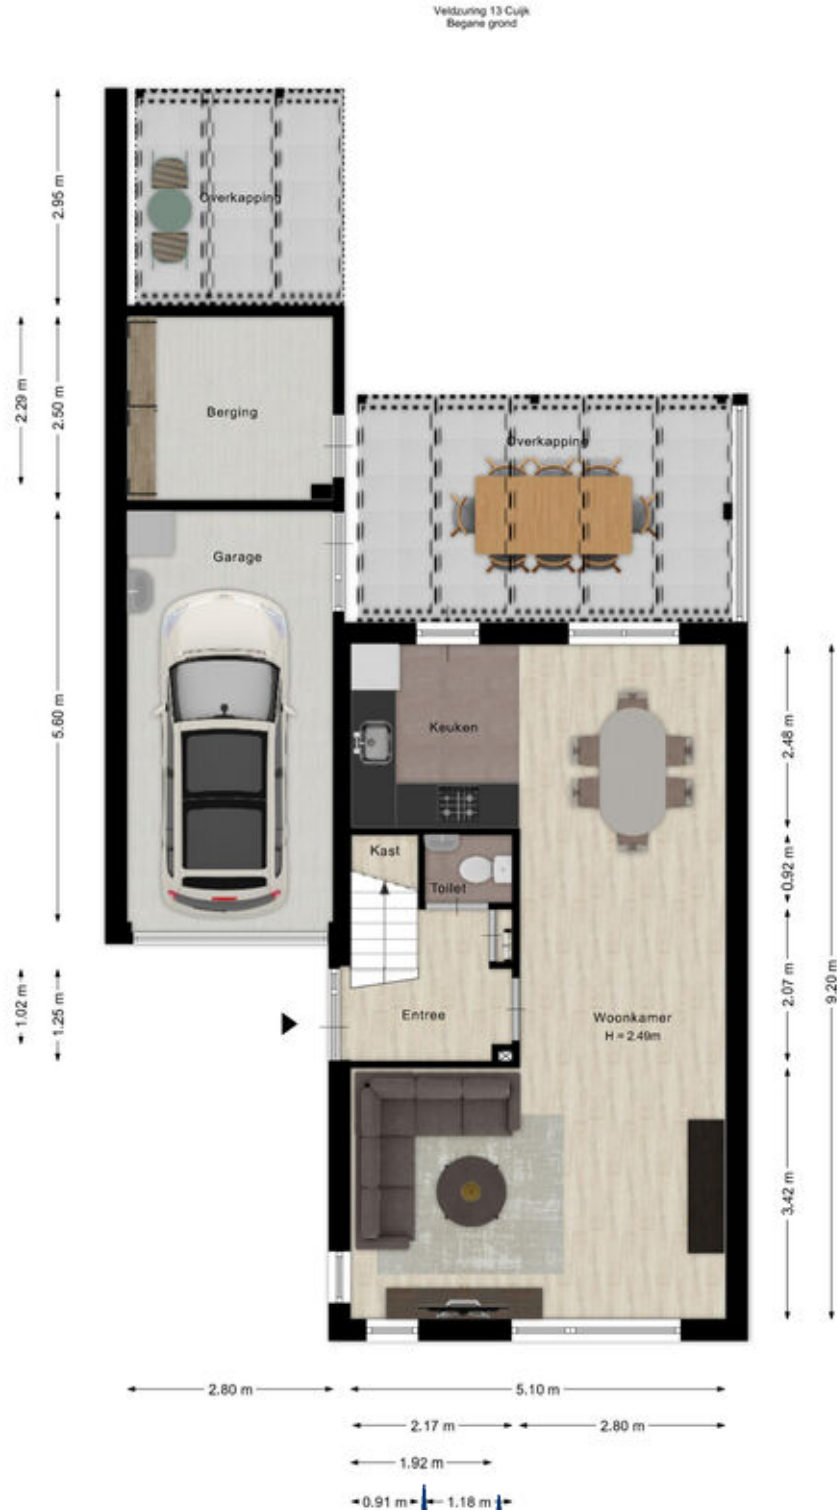 Veldzuring 13 Cuijk
Begane grond
Overkapping
2.95 m
2.29 m
2.50 m
Berging
Overkapping
Garage
5.60 m
Keuken
2.48 m
Kast
Toilet
0.92 m
1.02 m
1.25 m
Entree
Woonkamer
H = 2.49m
2.07 m
9.20 m
3.42 m
2.80 m
5.10 m
2.17 m
2.80 m
1.92 m
0.91 m
1.18 m